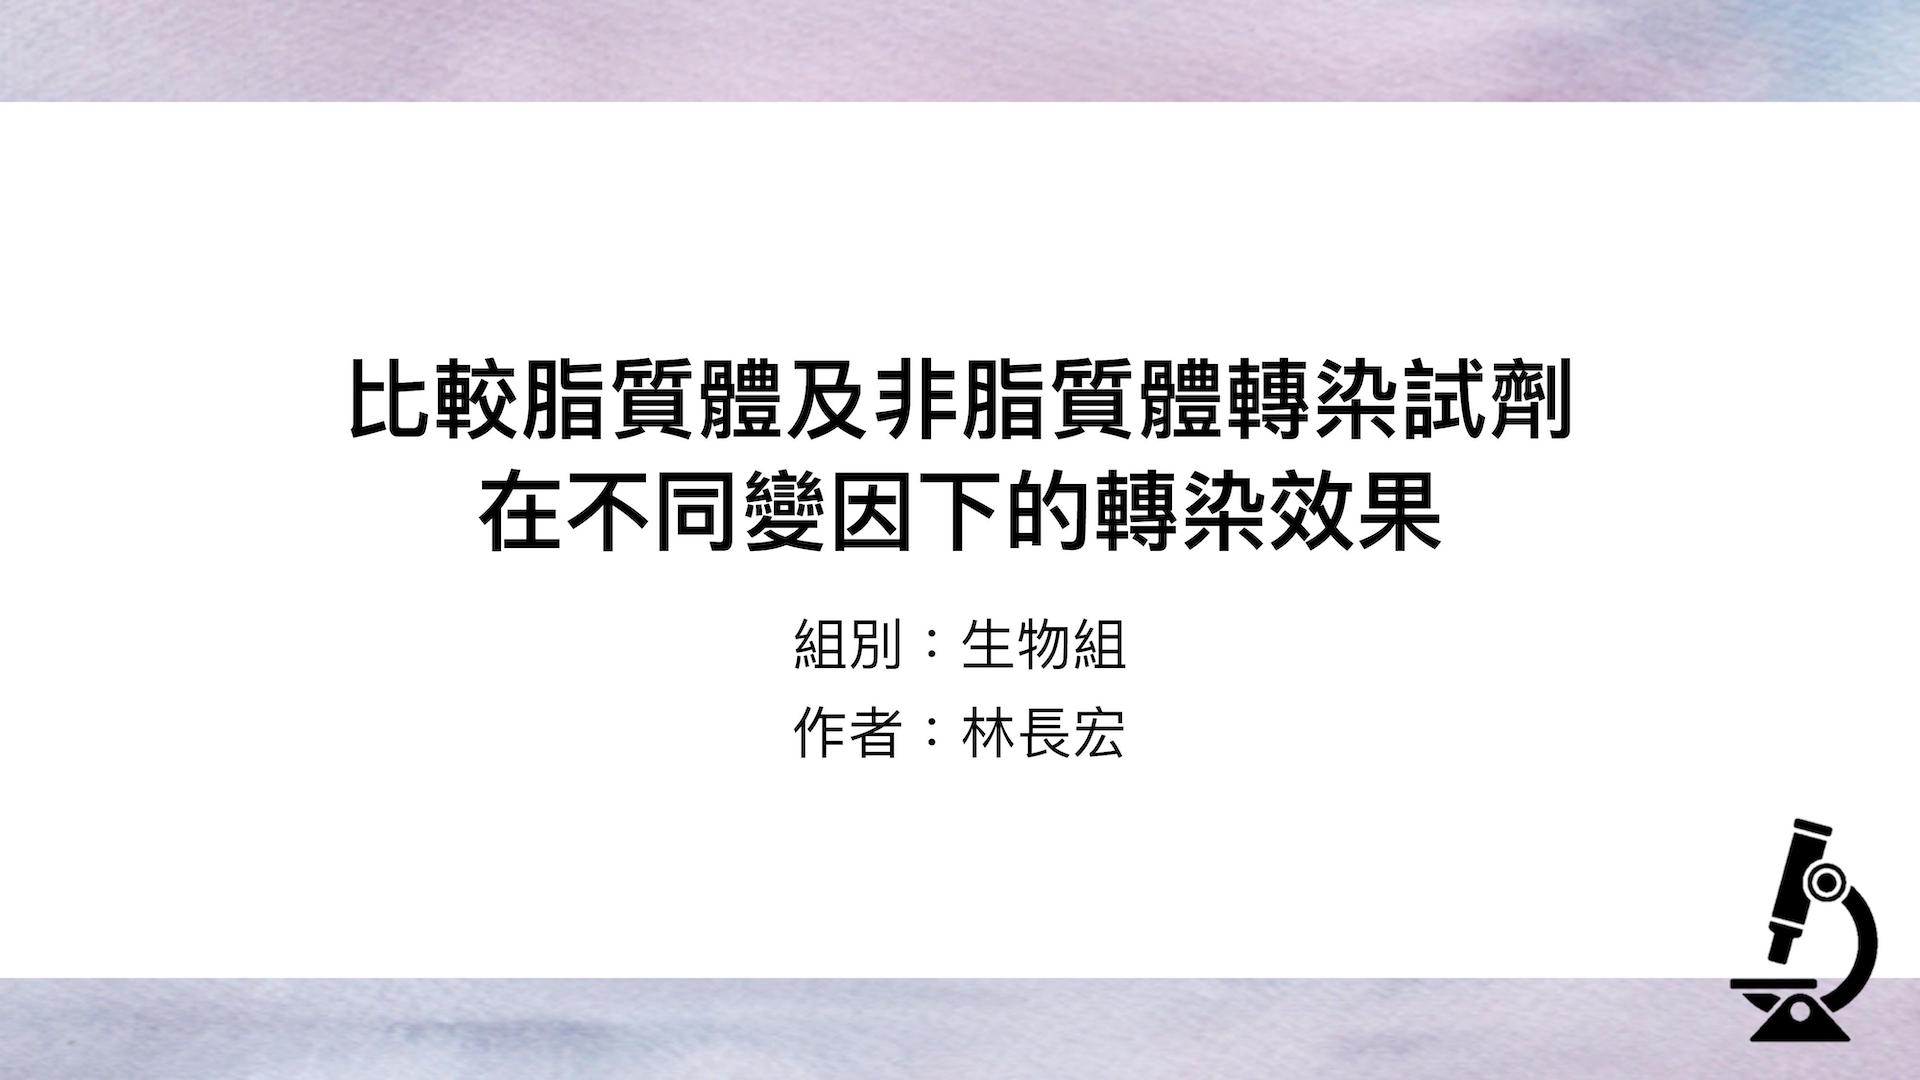 比較脂質體及非脂質體轉染試劑
在不同變因下的轉染效果
組別：生物組
作者：林長宏